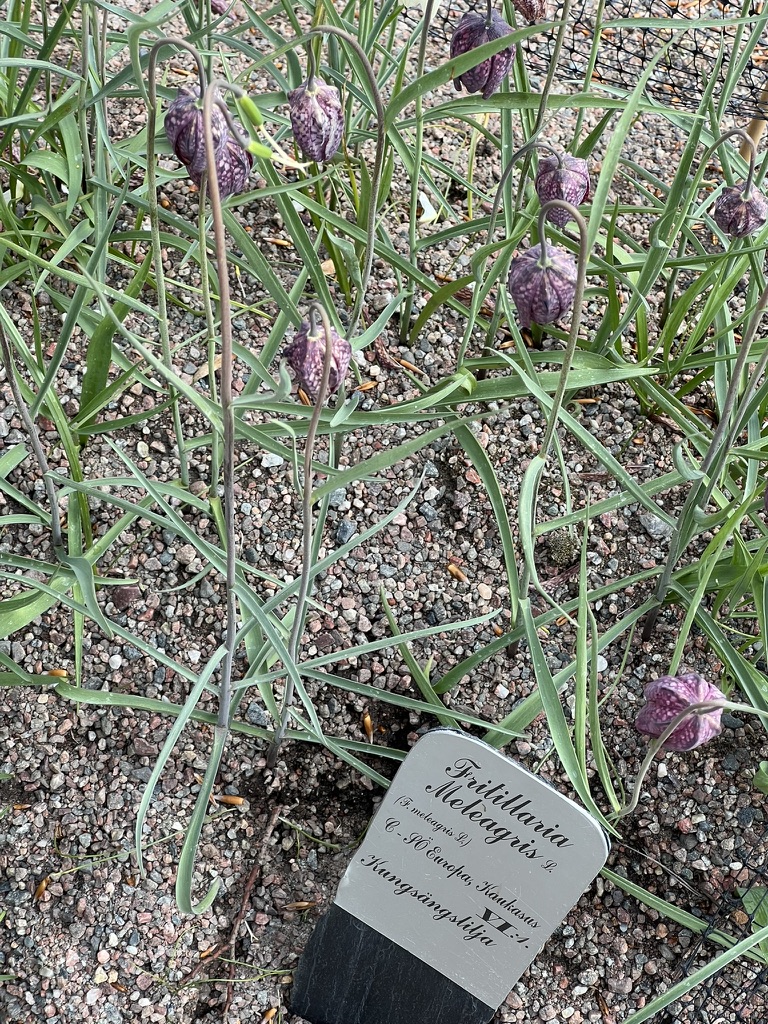 Fritillaria
Meleagris L.
(F. meleagris L.)
C - SÖ Europa, Kaukasus
VI:1.
Kungsängslilja